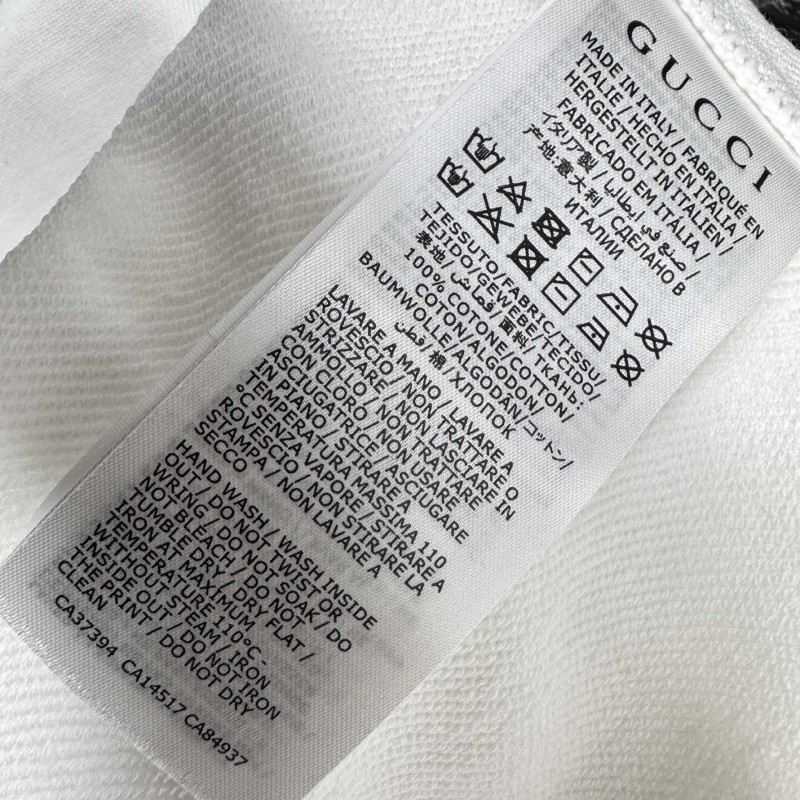 GUCCI
MADE IN ITALY / FABRIQUÉ EN
ITALIE / HECHO EN ITALIA /
HERGESTELLT IN ITALIEN /
FABRICADO EM ITÁLIA /
イタリア製 / صنع في ايطاليا / СДЕЛАНО В
产地: 意大利 / ИТАЛИИ
TESSUTO/FABRIC/TISSU/
TEJIDO/GEWEBE/TECIDO/
表地/ قماش/面料/ ТКАНЬ:
100% COTONE/COTTON/
COTON/ALGODON/
BAUMWOLLE/ALGODÃO/コットン/
قطن/ 棉/ ХЛОПОК
LAVARE A MANO / LAVARE A
ROVESCIO / NON TRATTARE O
STRIZZARE / NON LASCIARE IN
AMMOLLO / NON TRATTARE
CON CLORO / NON ASCIUGARE
ASCIUGATRICE / ASCIUGARE
IN PIANO / STIRARE A
TEMPERATURA MASSIMA 110
°C SENZA VAPORE / STIRARE A
ROVESCIO / NON STIRARE LA
STAMPA / NON LAVARE A
SECCO
HAND WASH / WASH INSIDE
OUT / DO NOT TWIST OR
WRING / DO NOT SOAK / DO
NOT BLEACH / DO NOT
TUMBLE DRY / DRY FLAT /
IRON AT MAXIMUM
TEMPERATURE 110°C -
WITHOUT STEAM / IRON
INSIDE OUT / DO NOT IRON
THE PRINT / DO NOT DRY
CLEAN
CA37394 CA14517 CA84937